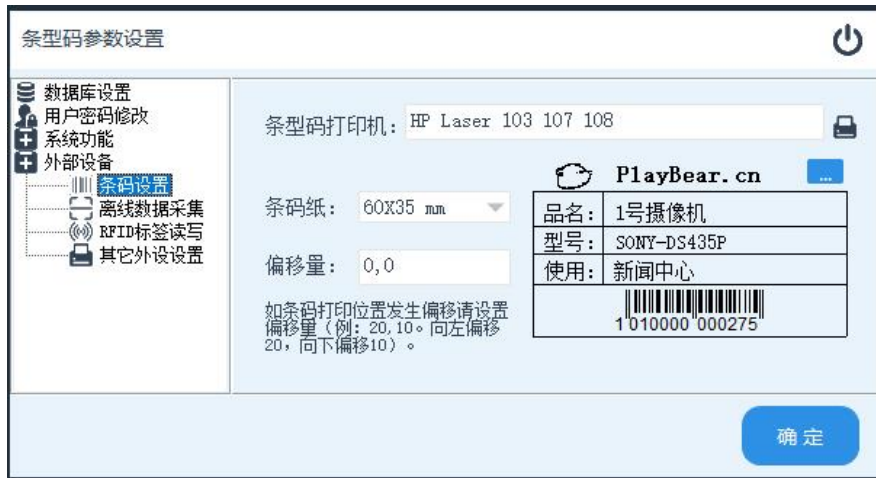 条型码参数设置
数据库设置
用户密码修改
系统功能
外部设备
条码设置
离线数据采集
RFID标签读写
其它外设设置
条型码打印机: HP Laser 103 107 108
条码纸: 60X35 mm
偏移量: 0,0
如条码打印位置发生偏移请设置
偏移量（例: 20,10。向左偏移
20，向下偏移10）。
PlayBear.cn ...
品名: 1号摄像机
型号: SONY-DS435P
使用: 新闻中心
1 010000 000275
确定